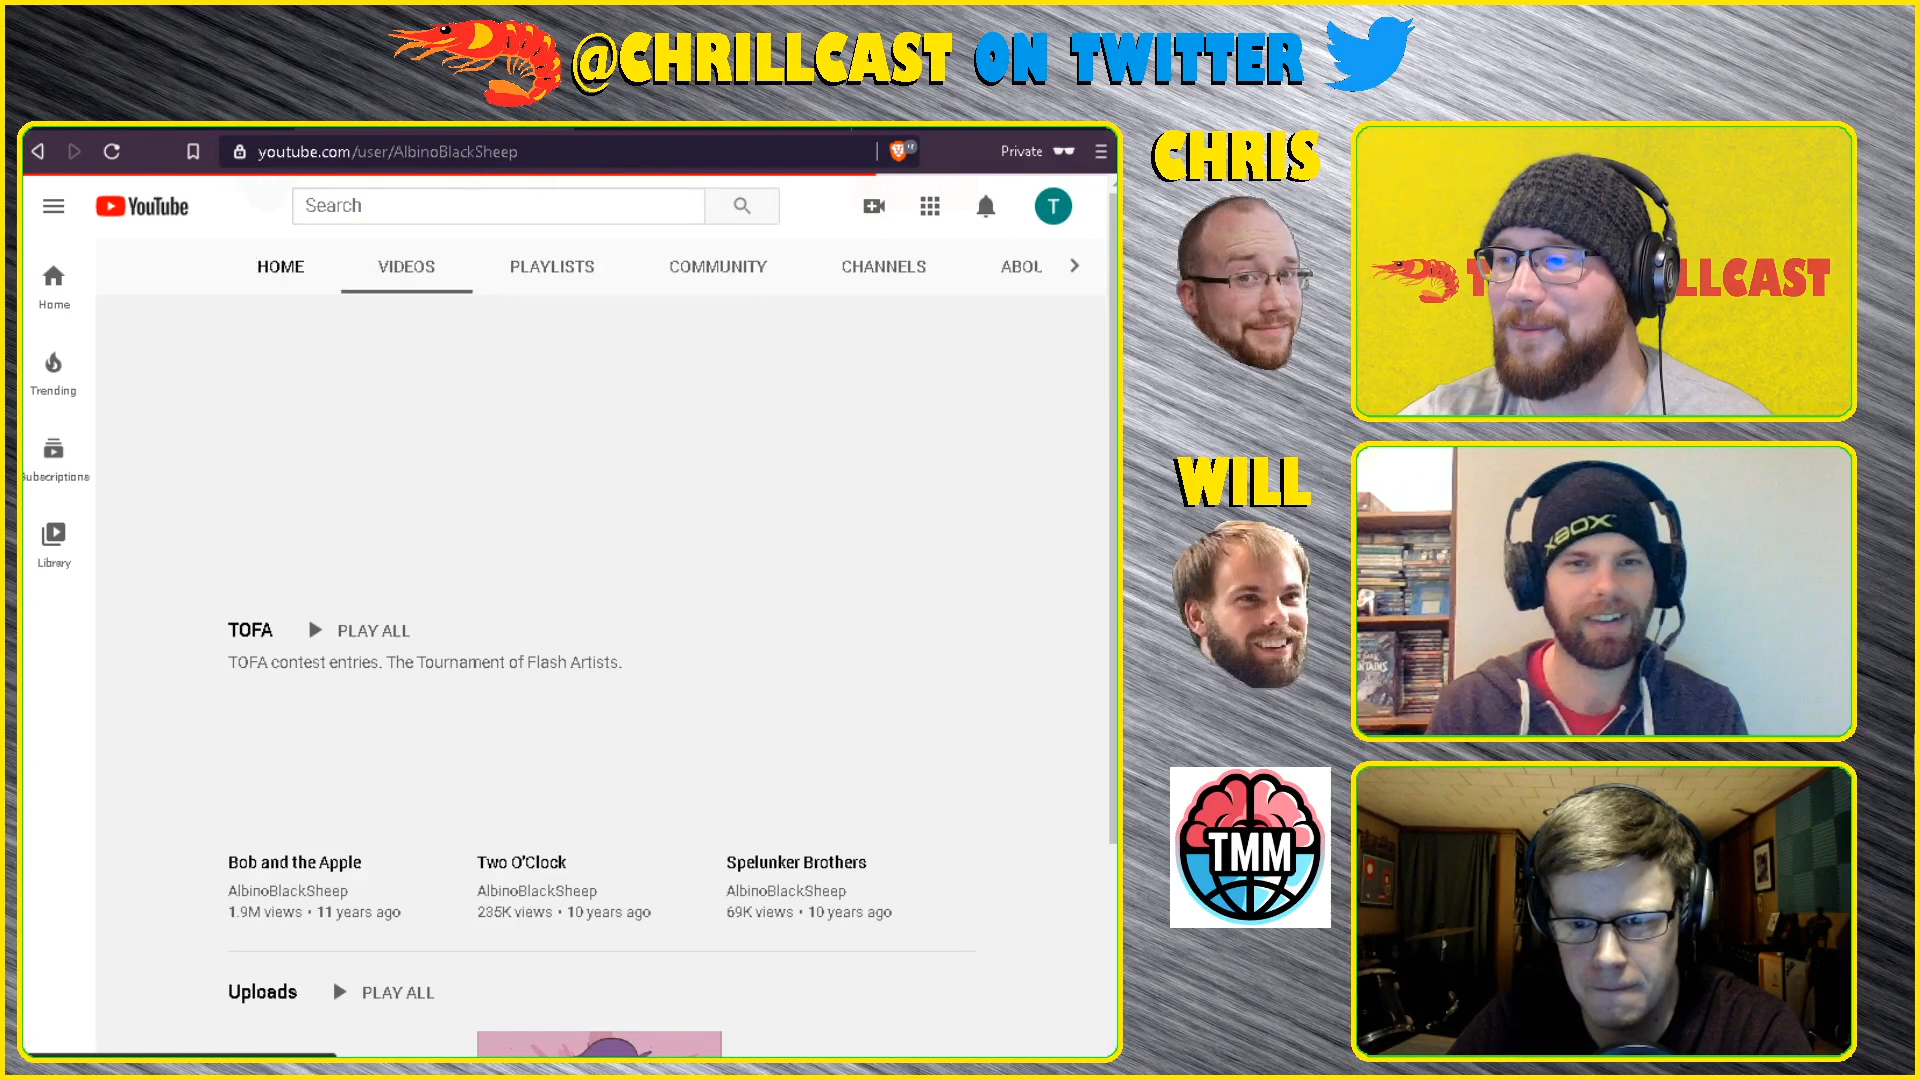 @CHRILLCAST ON TWITTER
youtube.com/user/AlbinoBlackSheep
Private
YouTube
Search
T
HOME
VIDEOS
PLAYLISTS
COMMUNITY
CHANNELS
ABOU
Home
Trending
Subscriptions
Library
TOFA
PLAY ALL
TOFA contest entries. The Tournament of Flash Artists.
Bob and the Apple
AlbinoBlackSheep
1.9M views • 11 years ago
Two O'Clock
AlbinoBlackSheep
235K views • 10 years ago
Spelunker Brothers
AlbinoBlackSheep
69K views • 10 years ago
Uploads
PLAY ALL
CHRIS
T LLCAST
WILL
XBOX
TMM